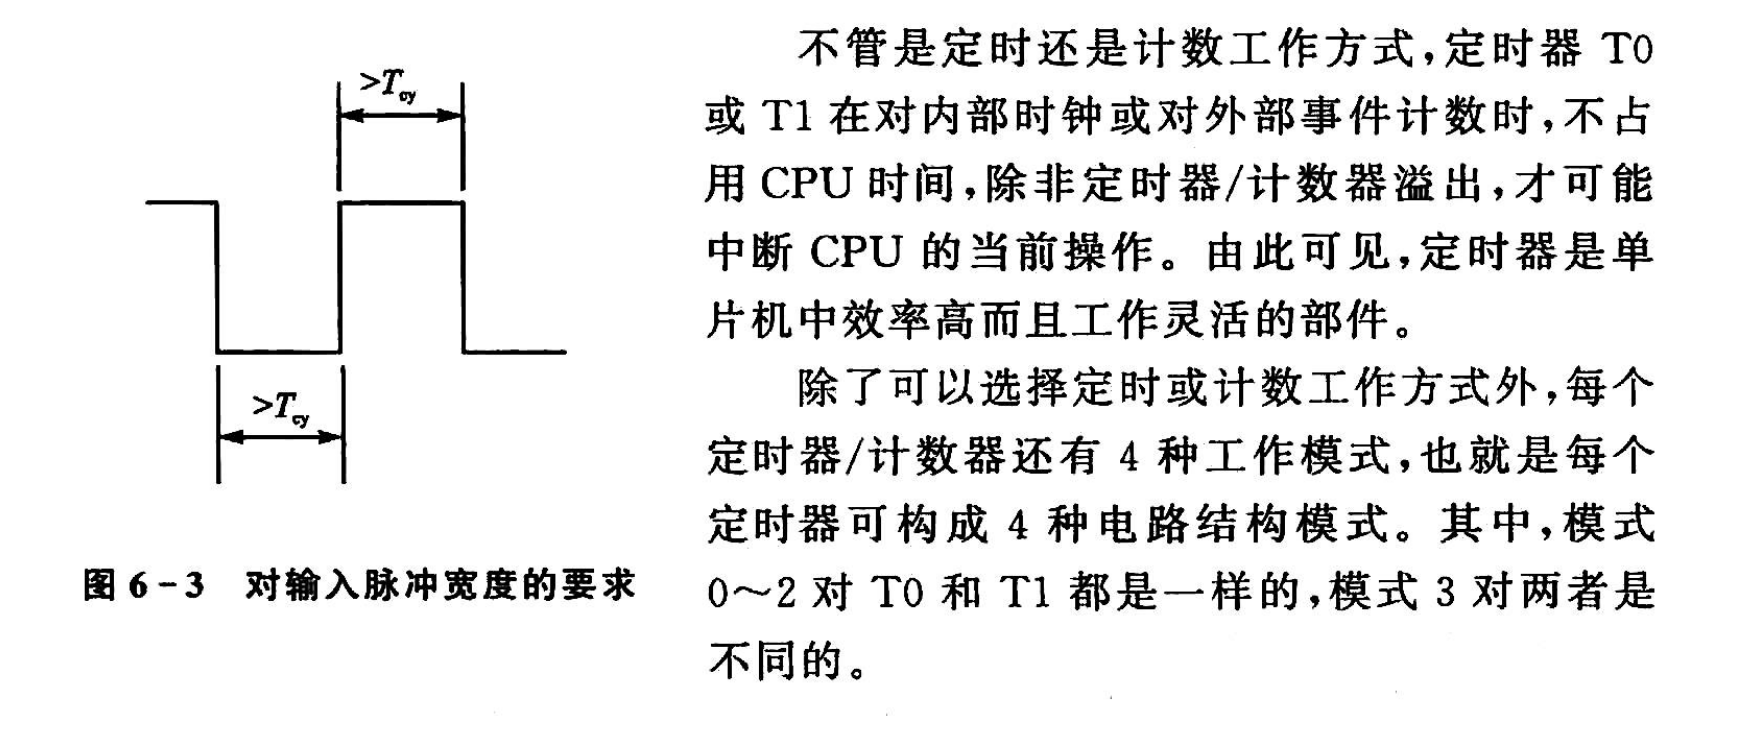 >Tcy
>Tcy
图 6-3 对输入脉冲宽度的要求
不管是定时还是计数工作方式,定时器 T0
或 T1 在对内部时钟或对外部事件计数时,不占
用 CPU 时间,除非定时器/计数器溢出,才可能
中断 CPU 的当前操作。由此可见,定时器是单
片机中效率高而且工作灵活的部件。
除了可以选择定时或计数工作方式外,每个
定时器/计数器还有 4 种工作模式,也就是每个
定时器可构成 4 种电路结构模式。其中,模式
0~2 对 T0 和 T1 都是一样的,模式 3 对两者是
不同的。